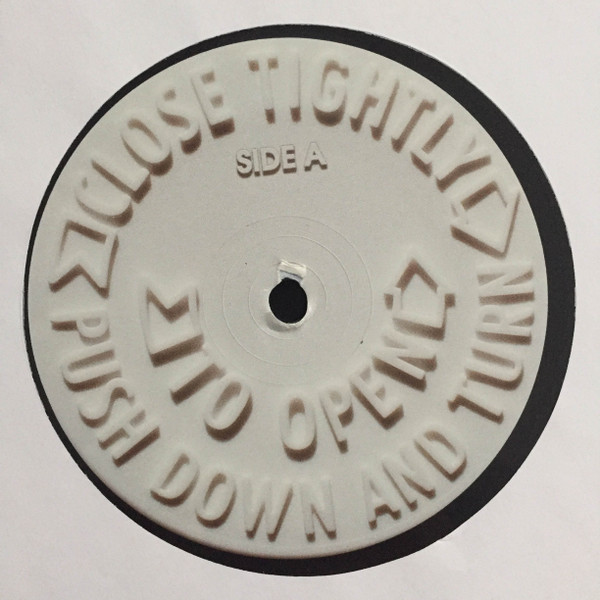 CLOSE TIGHTLY
SIDE A
TO OPEN
PUSH DOWN AND TURN